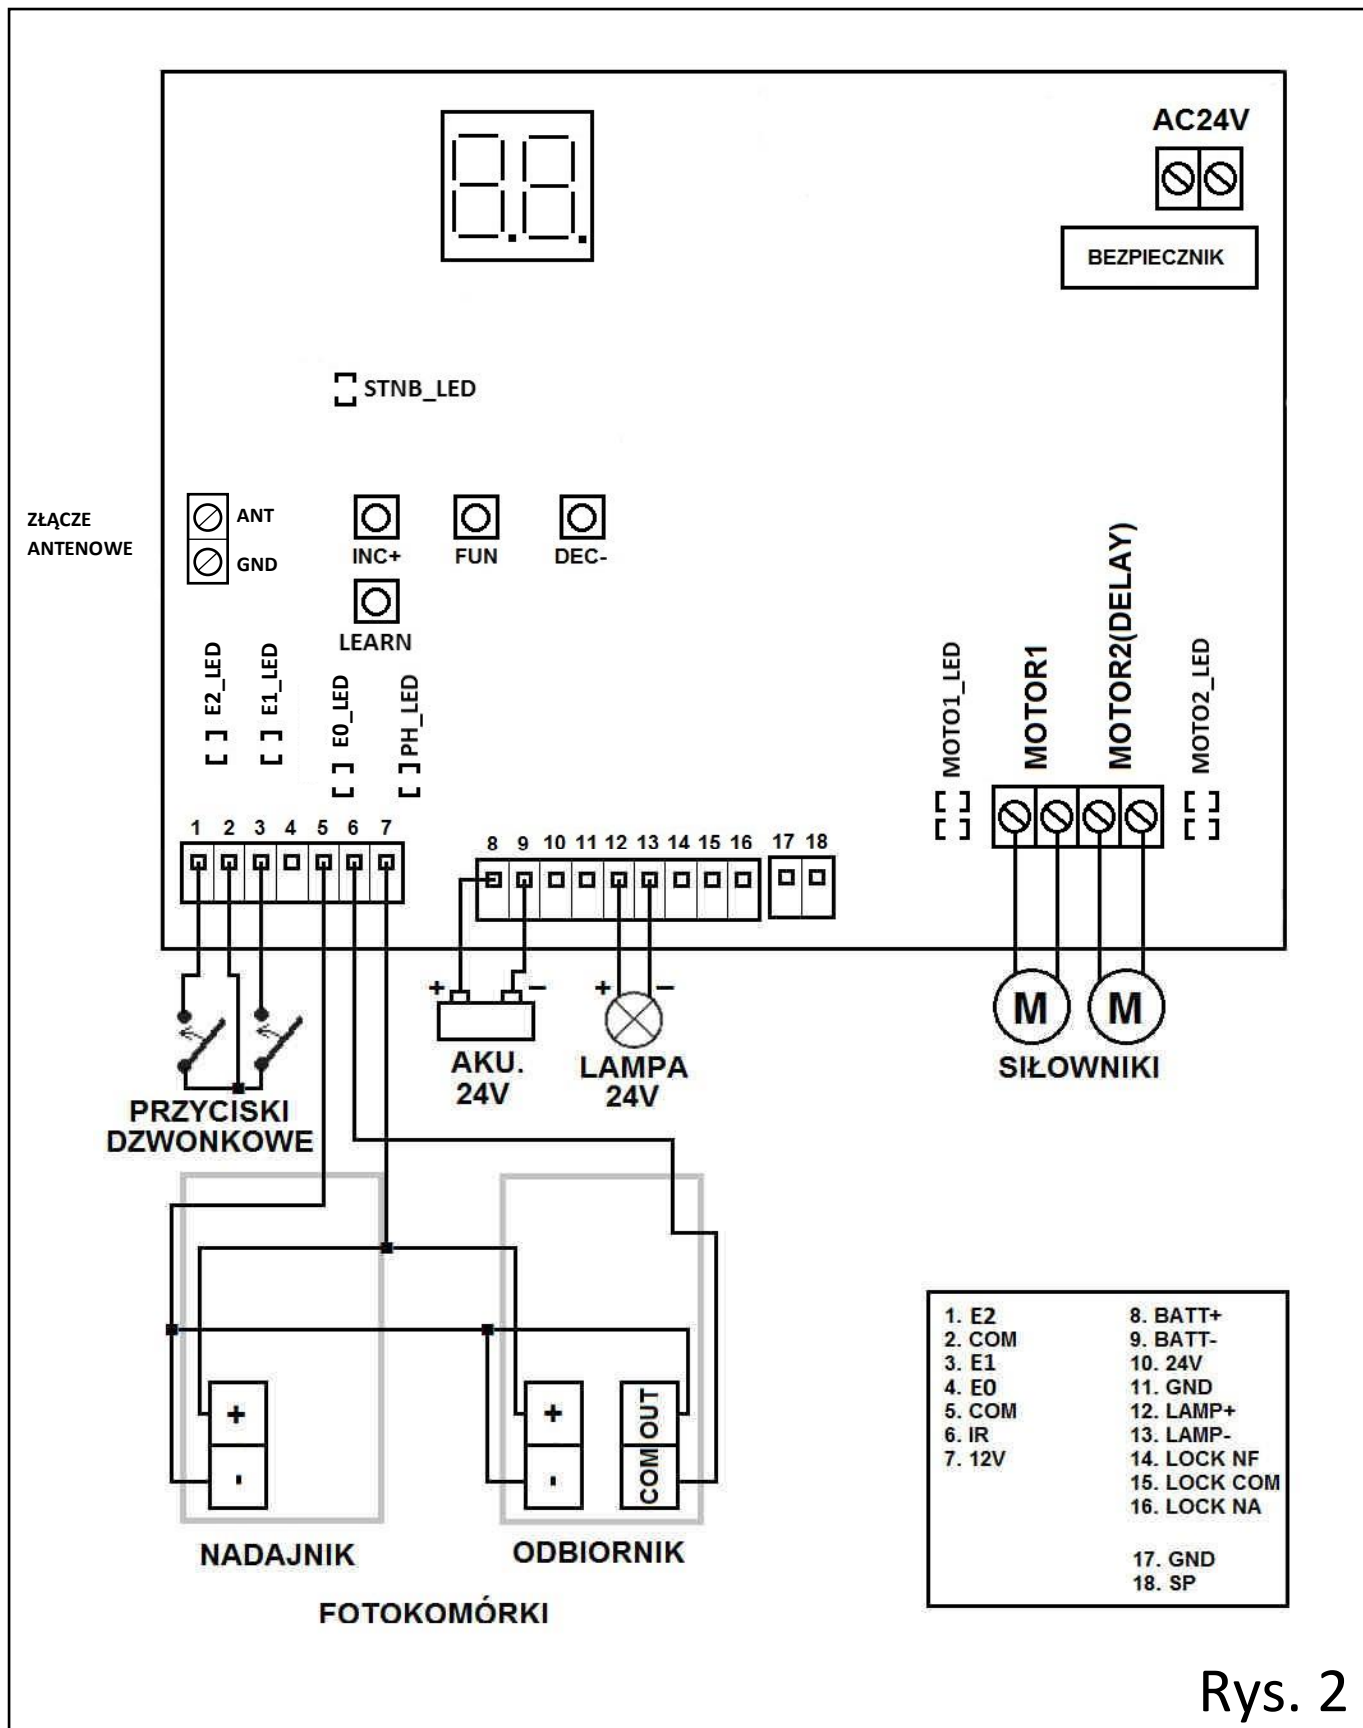 AC24V
BEZPIECZNIK
STNB_LED
ZŁĄCZE
ANTENOWE
ANT
GND
INC+
FUN
DEC-
LEARN
E2_LED
E1_LED
E0_LED
PH_LED
MOTO1_LED
MOTOR1
MOTOR2(DELAY)
MOTO2_LED
1 2 3 4 5 6 7
8 9 10 11 12 13 14 15 16 17 18
+ –
+ –
AKU.
24V
LAMPA
24V
M M
SIŁOWNIKI
PRZYCISKI
DZWONKOWE
+
-
+
-
OUT
COM
NADAJNIK
ODBIORNIK
FOTOKOMÓRKI
1. E2
2. COM
3. E1
4. E0
5. COM
6. IR
7. 12V
8. BATT+
9. BATT-
10. 24V
11. GND
12. LAMP+
13. LAMP-
14. LOCK NF
15. LOCK COM
16. LOCK NA
17. GND
18. SP
Rys. 2